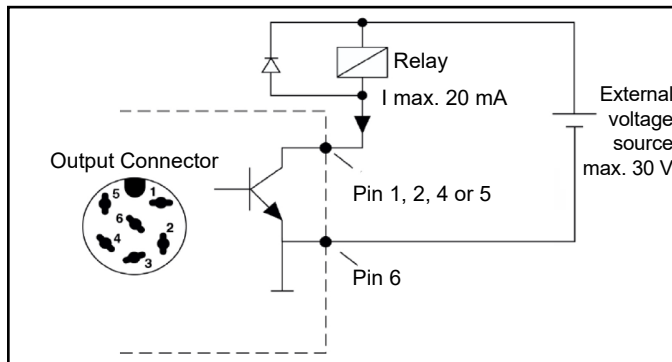 Relay
I max. 20 mA
External
voltage
source
max. 30 V
Output Connector
Pin 1, 2, 4 or 5
5
1
6
4
2
3
Pin 6